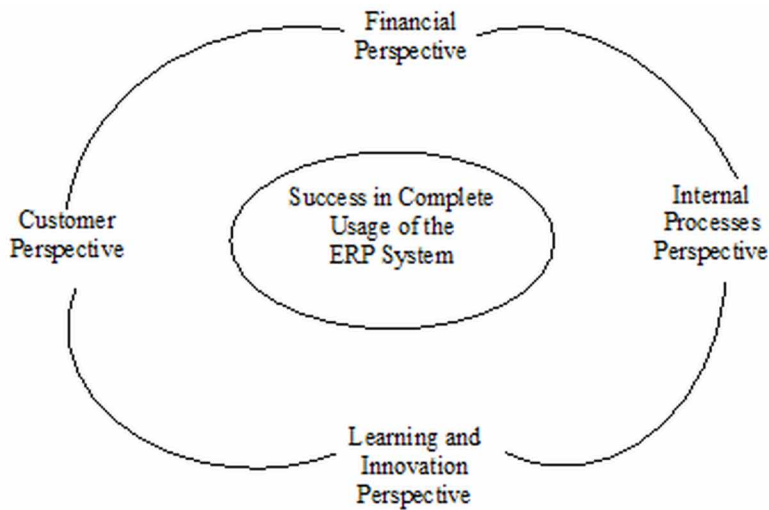 Financial
Perspective
Success in Complete
Usage of the
ERP System
Customer
Perspective
Internal
Processes
Perspective
Learning and
Innovation
Perspective